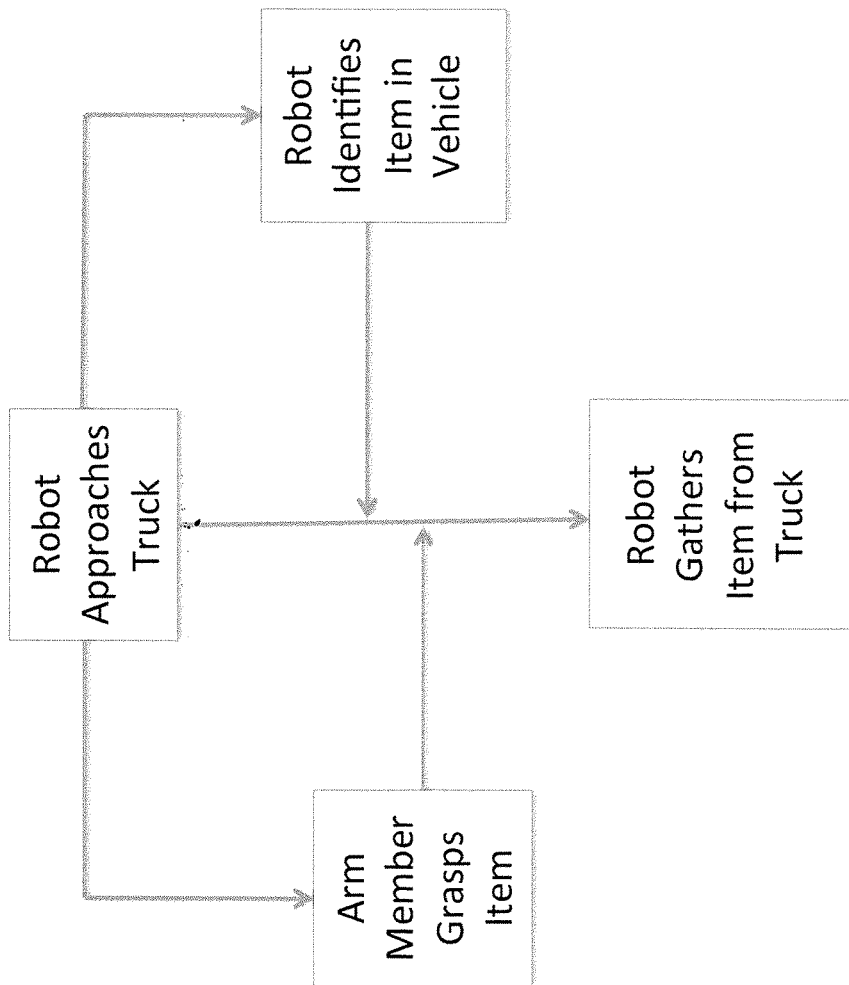 Robot
Approaches
Truck
Robot
Identifies
Item in
Vehicle
Arm
Member
Grasps
Item
Robot
Gathers
Item from
Truck